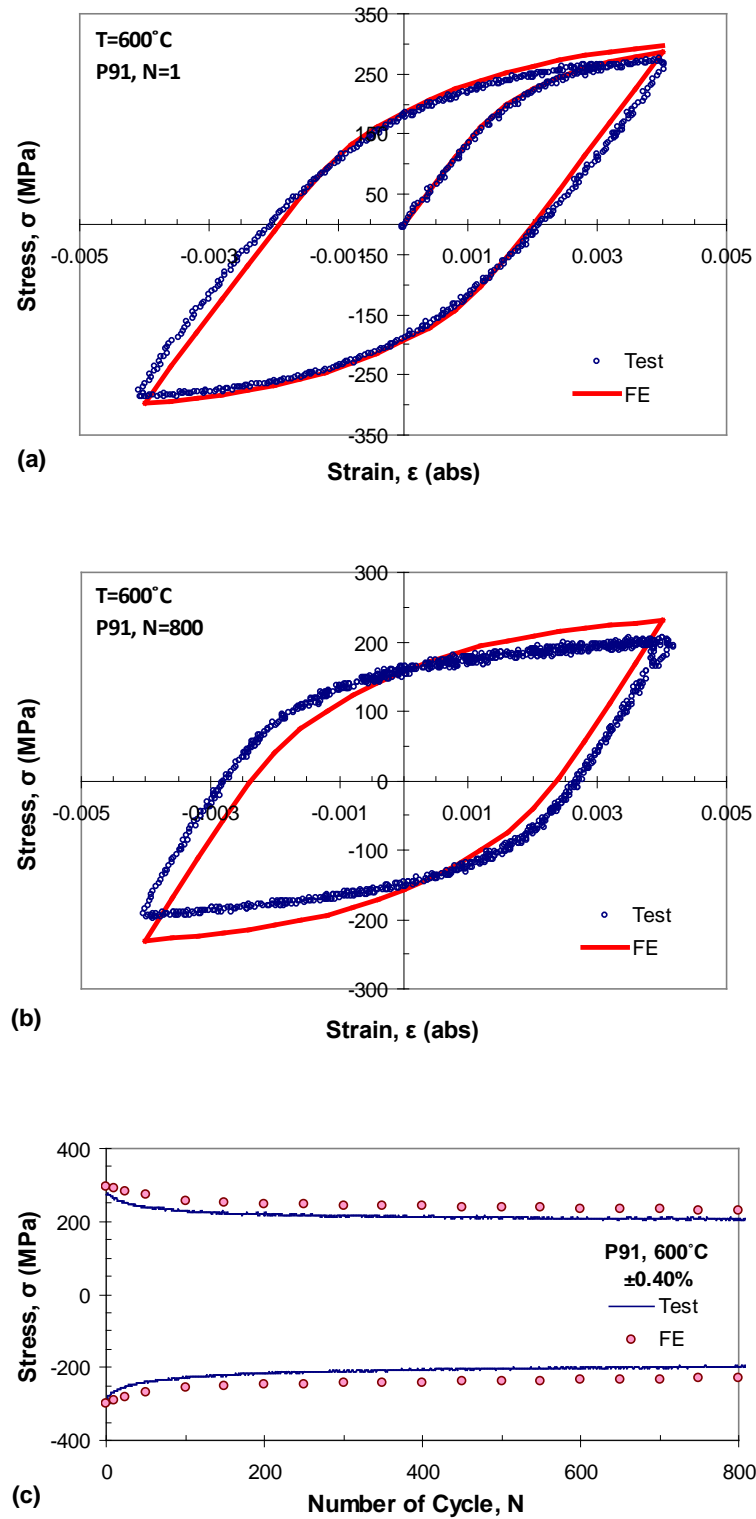 350
T=600°C
P91, N=1
250
150
50
-0.005
-0.003
-0.001
-50
0.001
0.003
0.005
-150
-250
-350
Stress, σ (MPa)
Test
FE
(a)
Strain, ε (abs)
300
T=600°C
P91, N=800
200
100
0
-0.005
-0.003
-0.001
0.001
0.003
0.005
-100
-200
-300
Stress, σ (MPa)
Test
FE
(b)
Strain, ε (abs)
400
200
0
-200
-400
Stress, σ (MPa)
P91, 600°C
±0.40%
Test
FE
0
200
400
600
800
(c)
Number of Cycle, N